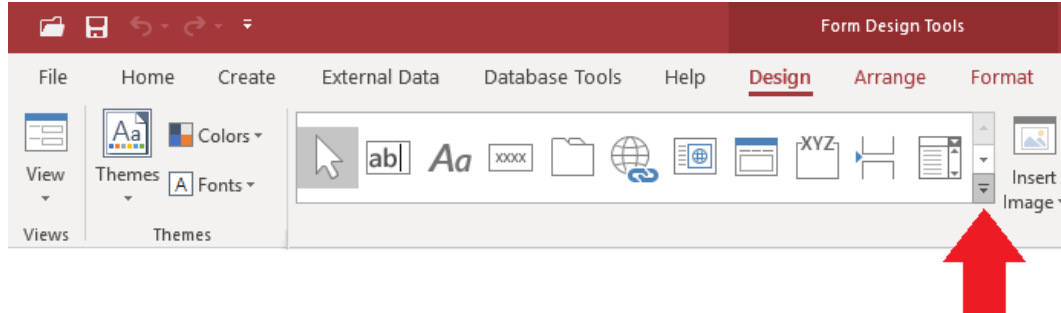 Form Design Tools
File Home Create External Data Database Tools Help Design Arrange Format
Aa Colors ab Aa xxxx XYZ
View Themes A Fonts Insert
Image
Views Themes